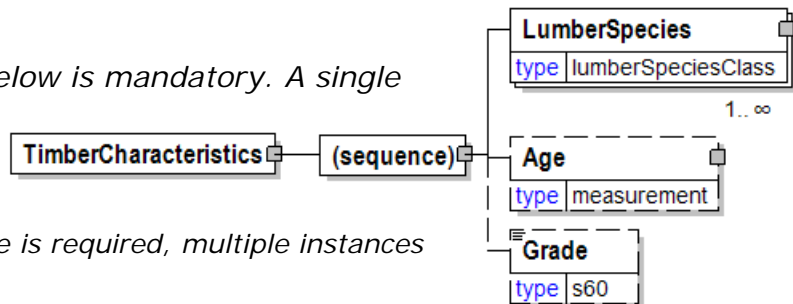 LumberSpecies
type lumberSpeciesClass
1.. ∞
elow is mandatory. A single
TimberCharacteristics
(sequence)
Age
type measurement
e is required, multiple instances
Grade
type s60